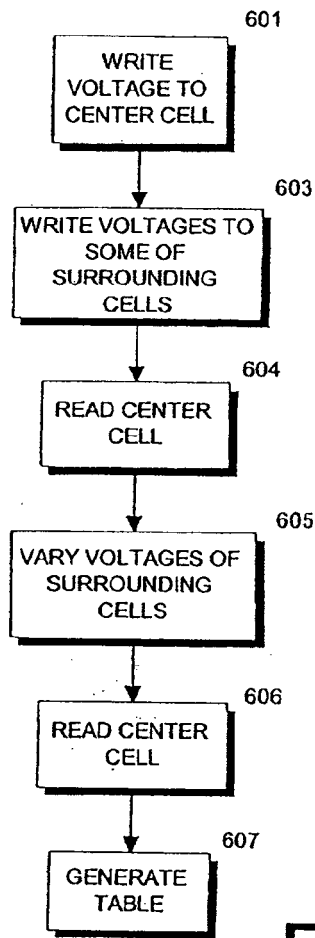 601
WRITE
VOLTAGE TO
CENTER CELL
603
WRITE VOLTAGES TO
SOME OF
SURROUNDING
CELLS
604
READ CENTER
CELL
605
VARY VOLTAGES OF
SURROUNDING
CELLS
606
READ CENTER
CELL
607
GENERATE
TABLE